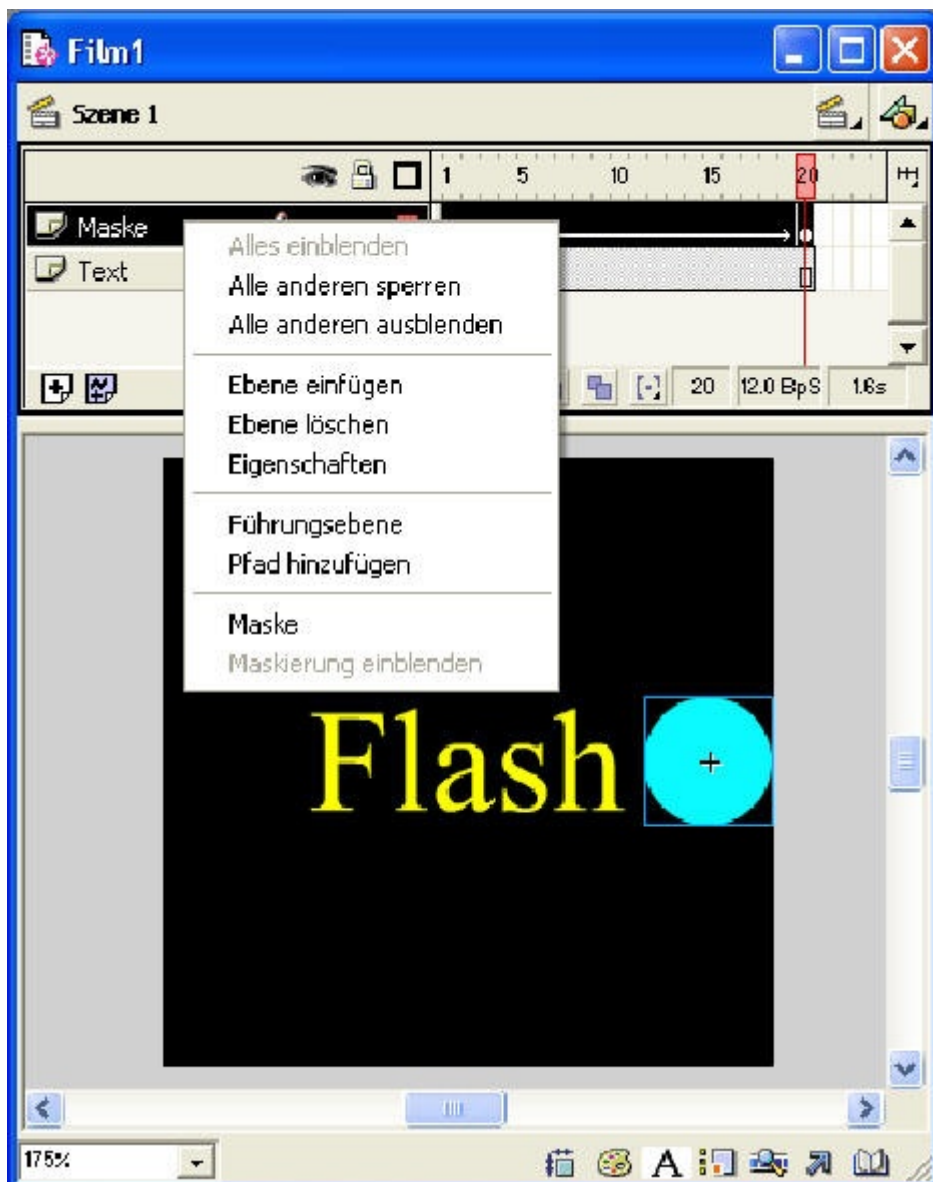 Film1
Szene 1
1 5 10 15 20
Maske
Text
Alles einblenden
Alle anderen sperren
Alle anderen ausblenden
Ebene einfügen
Ebene löschen
Eigenschaften
Führungsebene
Pfad hinzufügen
Maske
Maskierung einblenden
20 12.0 BpS 1.6s
Flash
175%
A